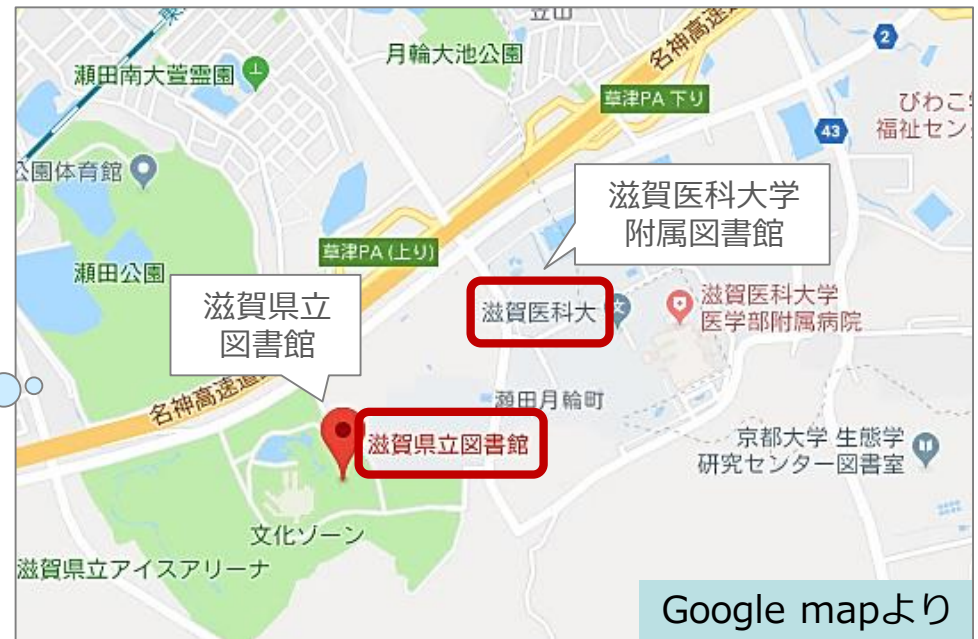 笠山
月輪大池公園
名神高速道
2
瀬田南大萱霊園
草津PA 下り
びわこ
福祉セン
43
公園体育館
滋賀医科大学
附属図書館
草津PA (上り)
瀬田公園
滋賀県立
図書館
滋賀医科大
文
滋賀医科大学
医学部附属病院
名神高速道
瀬田月輪町
滋賀県立図書館
京都大学 生態学
研究センター図書室
文化ゾーン
滋賀県立アイスアリーナ
Google mapより